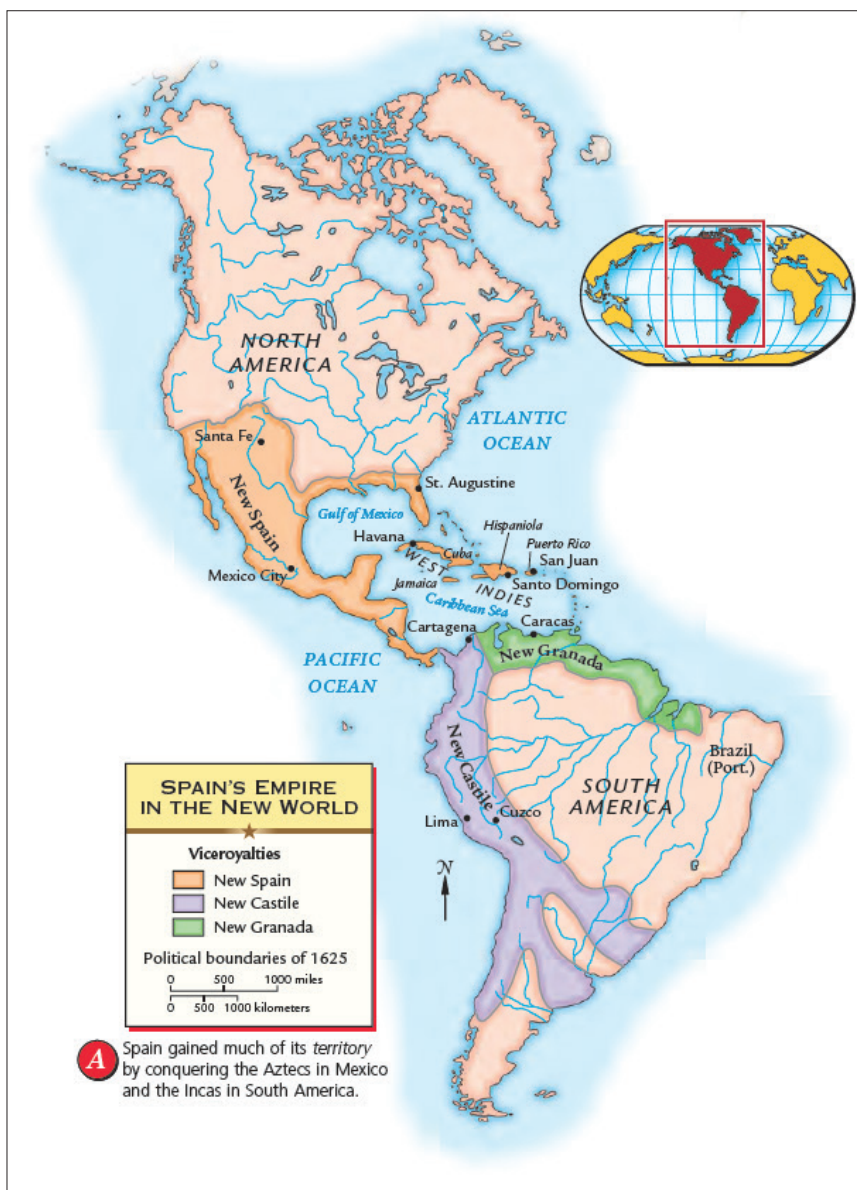 NORTH
AMERICA
ATLANTIC
OCEAN
Santa Fe
New Spain
St. Augustine
Gulf of Mexico
Havana
Cuba
Hispaniola
Puerto Rico
San Juan
WEST
INDIES
Mexico City
Jamaica
Santo Domingo
Caribbean Sea
Cartagena
Caracas
New Granada
PACIFIC
OCEAN
Brazil
(Port.)
New Castile
SOUTH
AMERICA
Lima
Cuzco
N
SPAIN'S EMPIRE
IN THE NEW WORLD
Viceroyalties
New Spain
New Castile
New Granada
Political boundaries of 1625
0 500 1000 miles
0 500 1000 kilometers
A
Spain gained much of its territory
by conquering the Aztecs in Mexico
and the Incas in South America.